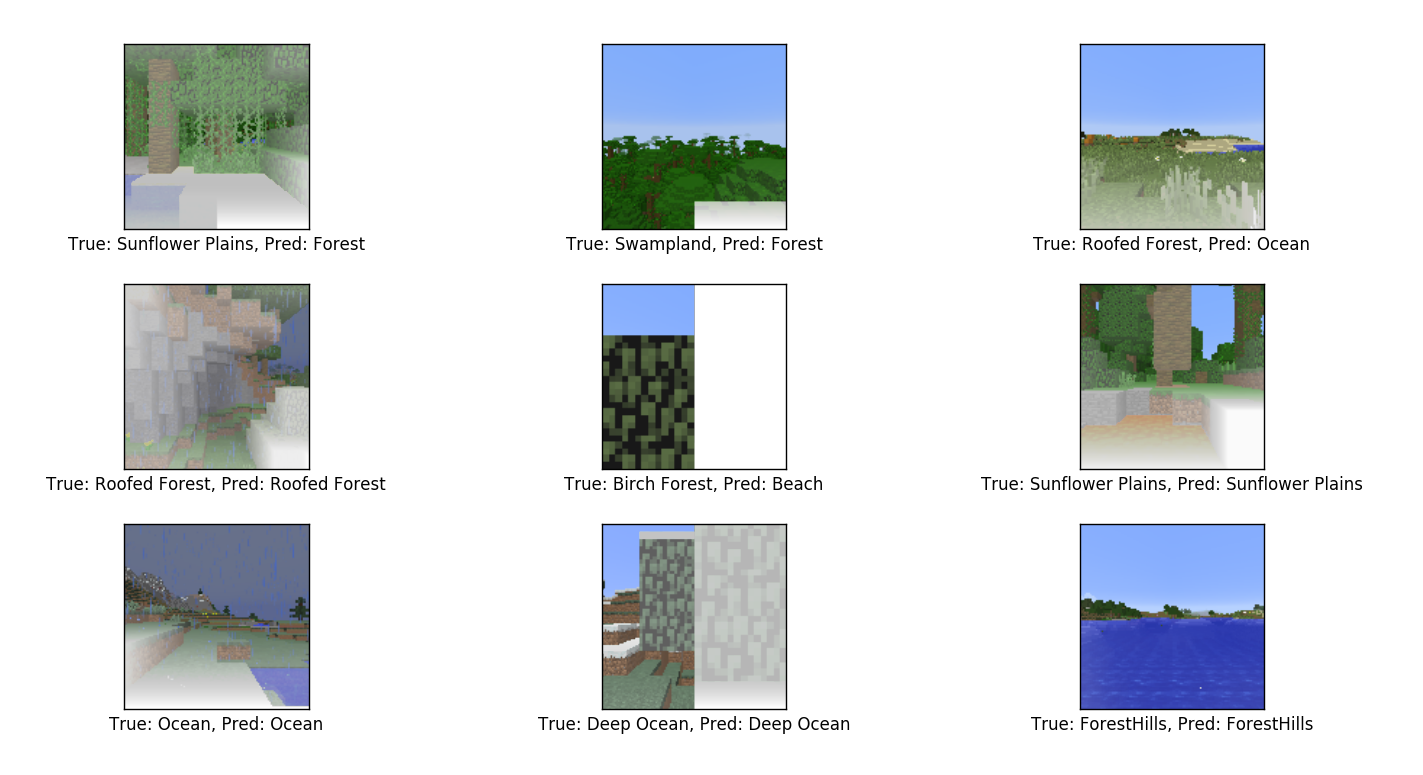 True: Sunflower Plains, Pred: Forest
True: Swampland, Pred: Forest
True: Roofed Forest, Pred: Ocean
True: Roofed Forest, Pred: Roofed Forest
True: Birch Forest, Pred: Beach
True: Sunflower Plains, Pred: Sunflower Plains
True: Ocean, Pred: Ocean
True: Deep Ocean, Pred: Deep Ocean
True: ForestHills, Pred: ForestHills